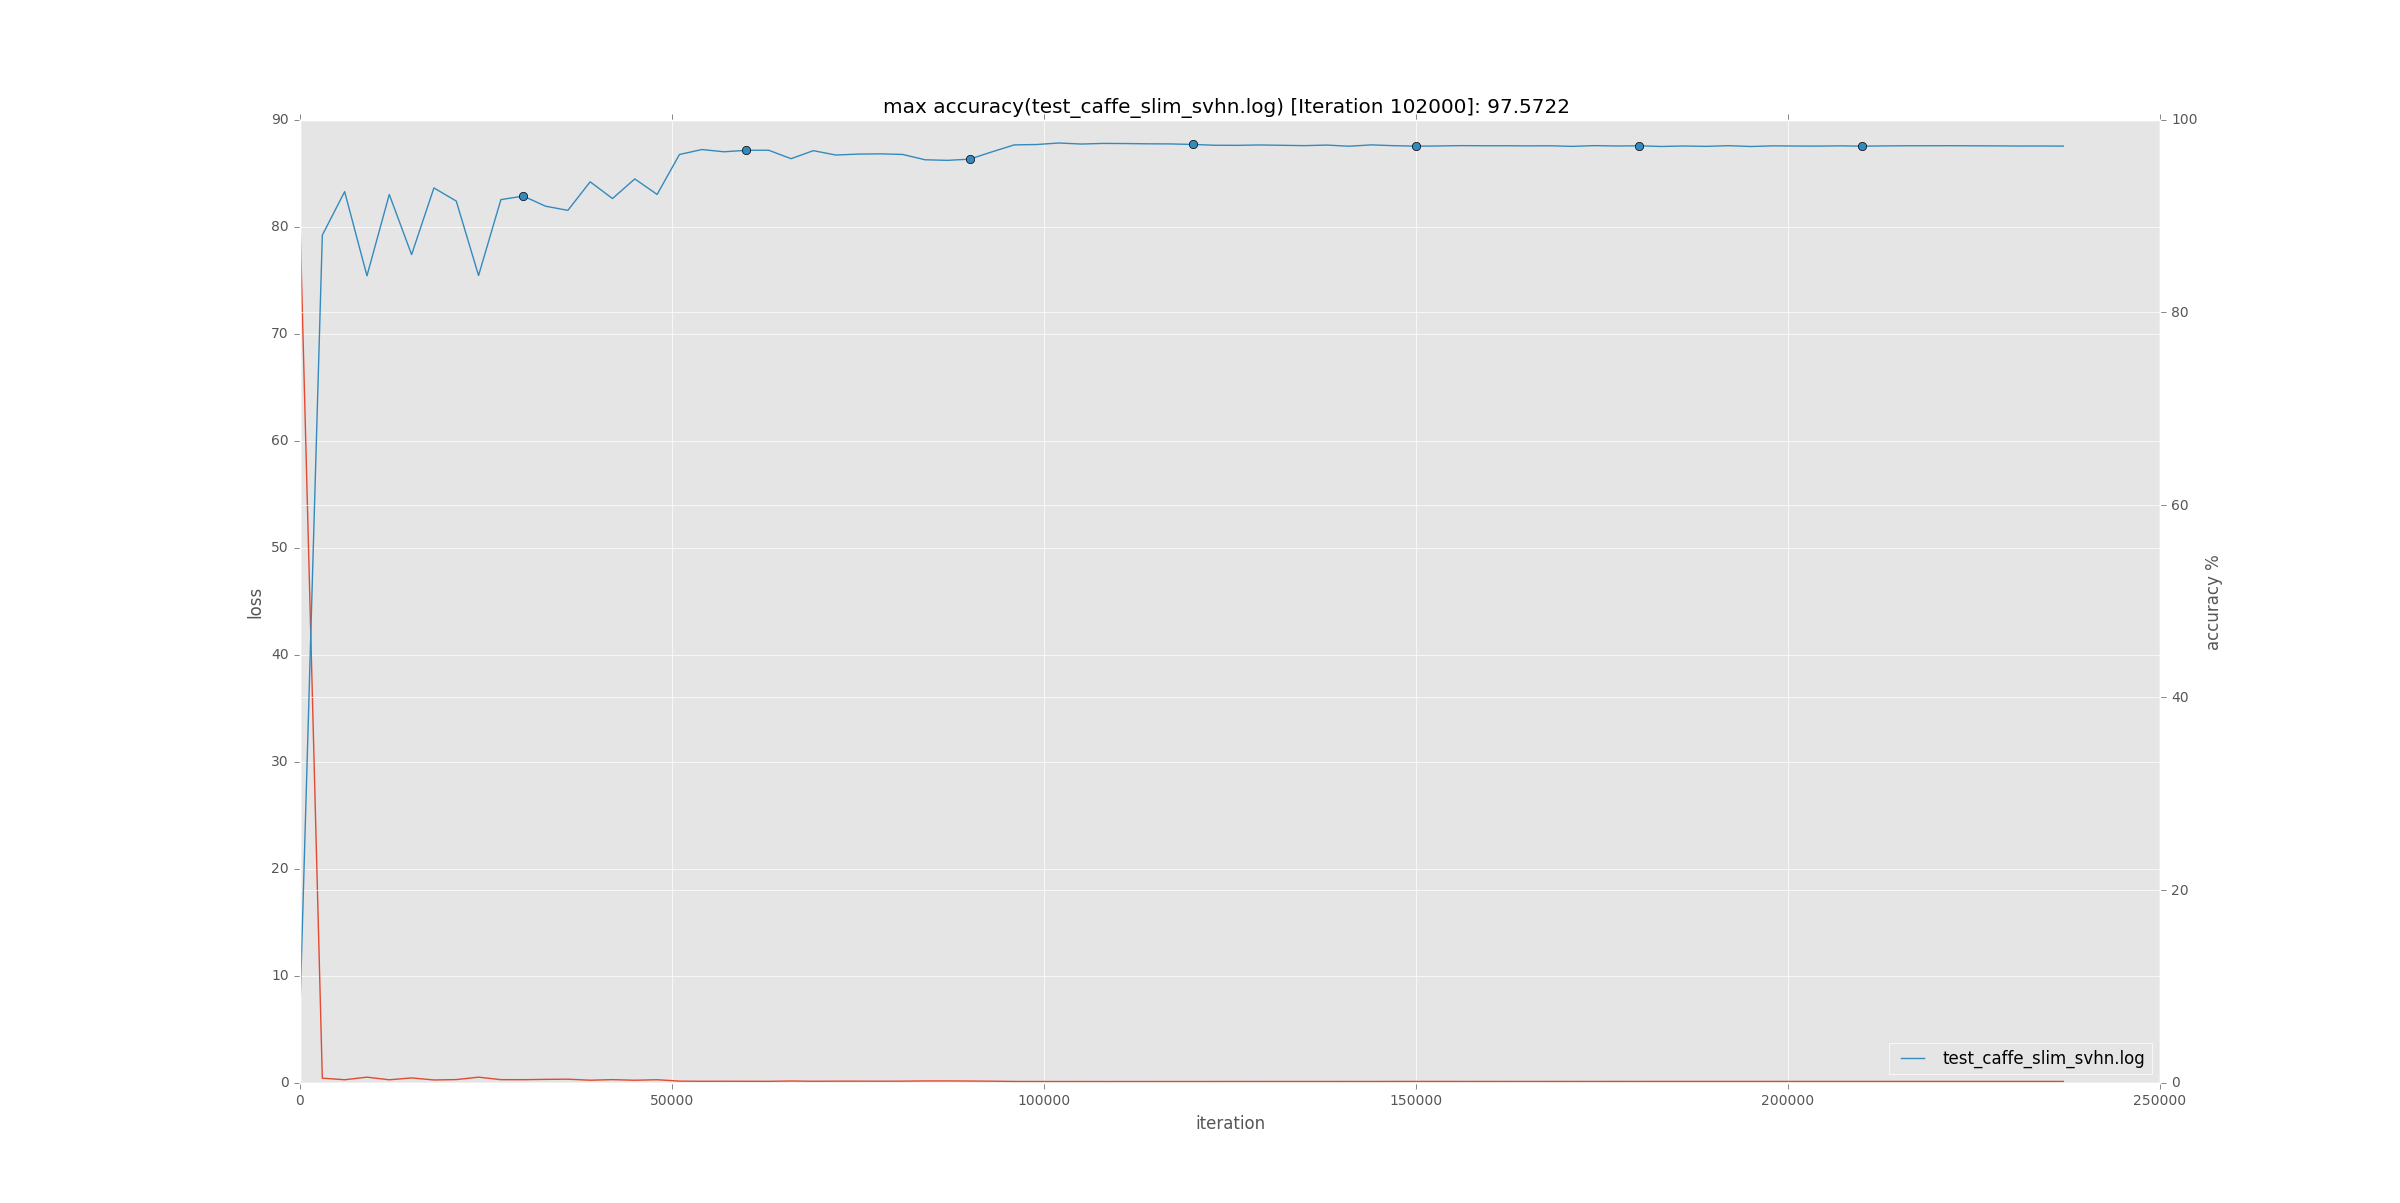 max accuracy(test_caffe_slim_svhn.log) [Iteration 102000]: 97.5722
90
80
70
60
50
40
30
20
10
0
loss
100
80
60
40
20
0
accuracy %
test_caffe_slim_svhn.log
0 50000 100000 150000 200000 250000
iteration